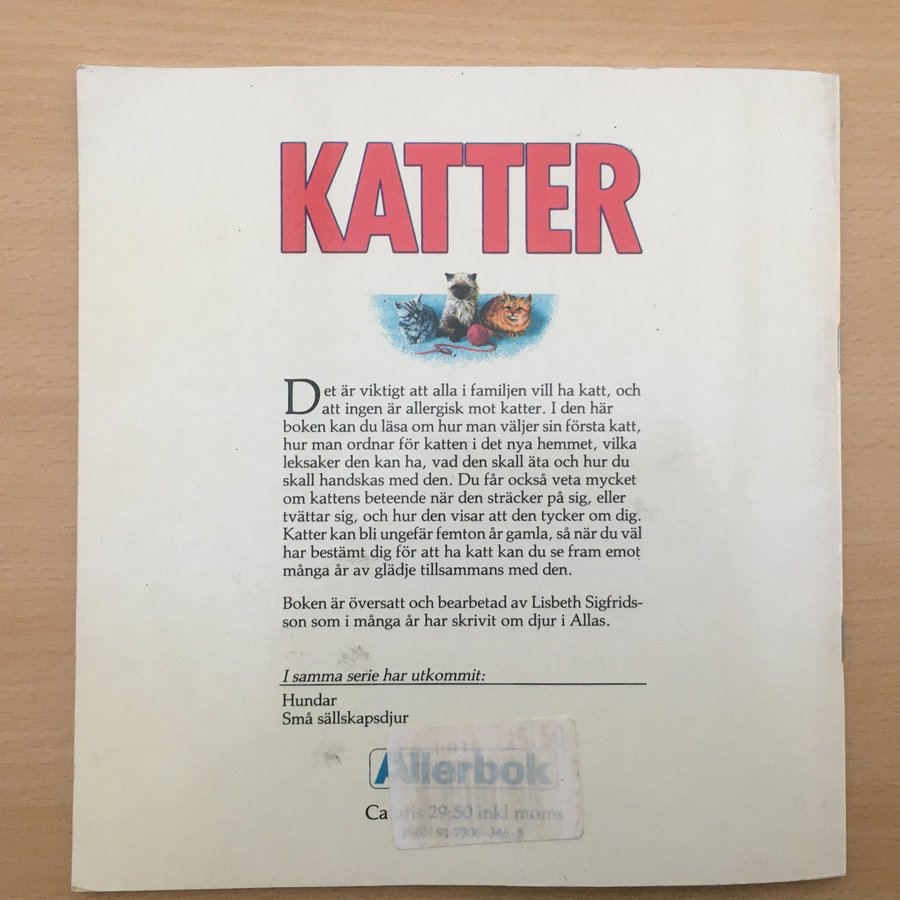 KATTER
Det är viktigt att alla i familjen vill ha katt, och
att ingen är allergisk mot katter. I den här
boken kan du läsa om hur man väljer sin första katt,
hur man ordnar för katten i det nya hemmet, vilka
leksaker den kan ha, vad den skall äta och hur du
skall handskas med den. Du får också veta mycket
om kattens beteende när den sträcker på sig, eller
tvättar sig, och hur den visar att den tycker om dig.
Katter kan bli ungefär femton år gamla, så när du väl
har bestämt dig för att ha katt kan du se fram emot
många år av glädje tillsammans med den.
Boken är översatt och bearbetad av Lisbeth Sigfrids-
son som i många år har skrivit om djur i Allas.
I samma serie har utkommit:
Hundar
Små sällskapsdjur
Allerbok
Ca pris 29:50 inkl moms
ISBN 91-7806-346-8